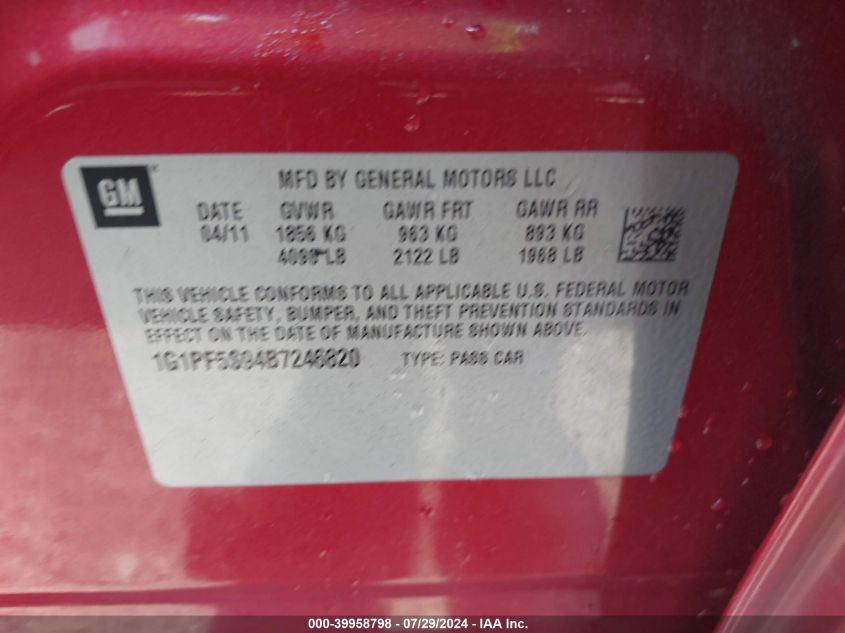 GM
MFD BY GENERAL MOTORS LLC
DATE GVWR GAWR FRT GAWR RR
04/11 1856 KG 963 KG 893 KG
LB 2122 LB 1968 LB
THIS VEHICLE CONFORMS TO ALL APPLICABLE U.S. FEDERAL MOTOR
VEHICLE SAFETY, BUMPER, AND THEFT PREVENTION STANDARDS IN
EFFECT ON THE DATE OF MANUFACTURE SHOWN ABOVE.
1G1PF5S94B7246820 TYPE: PASS CAR
000-39958798 - 07/29/2024 - IAA Inc.